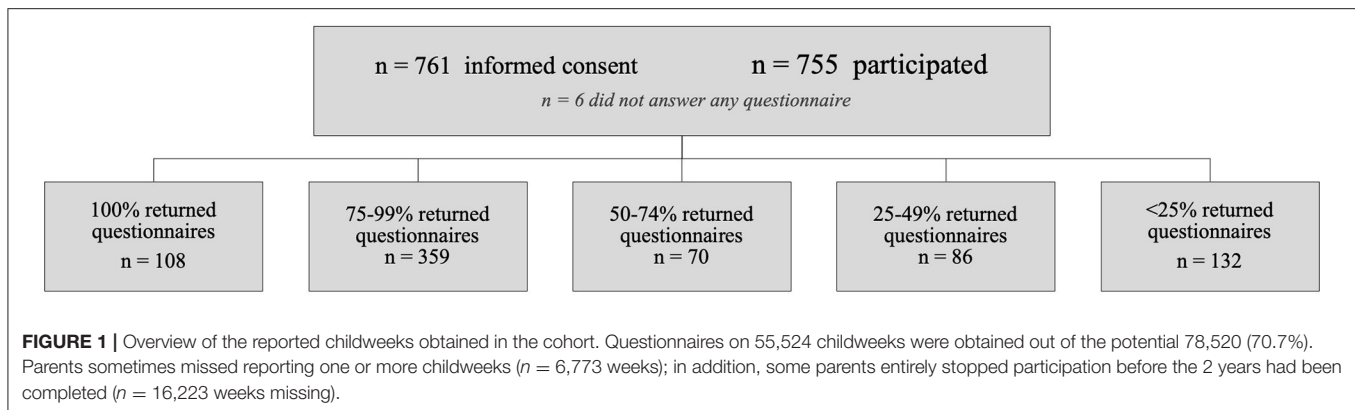 n = 761 informed consent n = 755 participated
n = 6 did not answer any questionnaire
100% returned
questionnaires
n = 108
75-99% returned
questionnaires
n = 359
50-74% returned
questionnaires
n = 70
25-49% returned
questionnaires
n = 86
<25% returned
questionnaires
n = 132
FIGURE 1 | Overview of the reported childweeks obtained in the cohort. Questionnaires on 55,524 childweeks were obtained out of the potential 78,520 (70.7%).
Parents sometimes missed reporting one or more childweeks (n = 6,773 weeks); in addition, some parents entirely stopped participation before the 2 years had been
completed (n = 16,223 weeks missing).